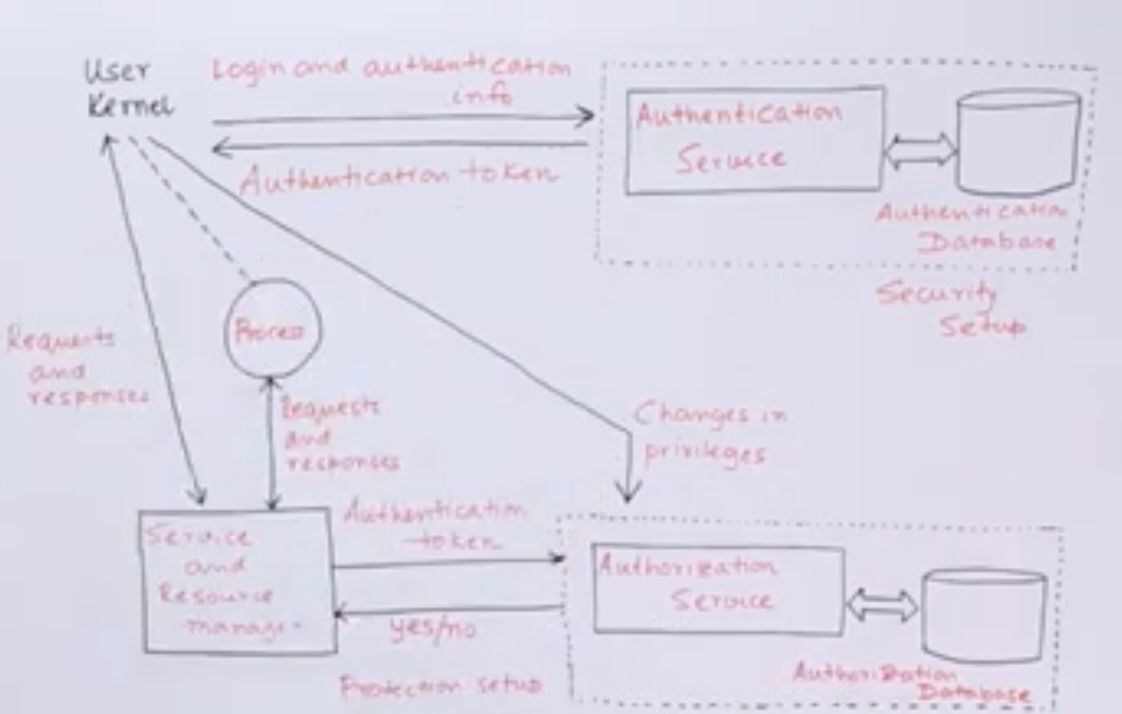 User
Kernel
Login and authentication
info
Authentication token
Authentication
Service
Authentication
Database
Security
Setup
Process
Requests
and
responses
Requests
and
responses
Changes in
privileges
Service
and
Resource
manage-
Authentication
token
yes/no
Protection setup
Authorization
Service
Authorization
Database